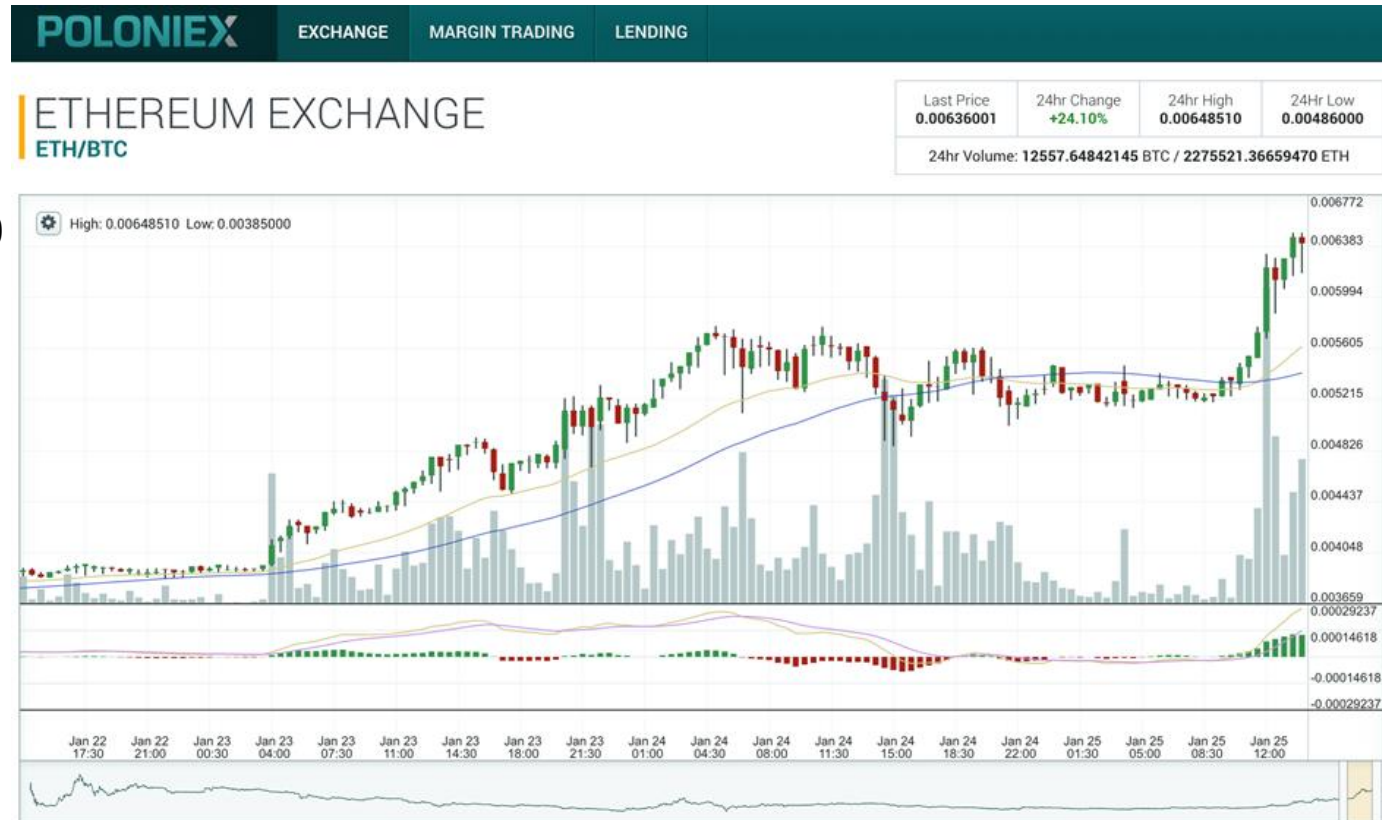 POLONIEX EXCHANGE MARGIN TRADING LENDING
ETHEREUM EXCHANGE
ETH/BTC
Last Price 24hr Change 24hr High 24Hr Low
0.00636001 +24.10% 0.00648510 0.00486000
24hr Volume: 12557.64842145 BTC / 2275521.36659470 ETH
)
High: 0.00648510 Low: 0.00385000
0.006772
0.006383
0.005994
0.005605
0.005215
0.004826
0.004437
0.004048
0.003659
0.00029237
0.00014618
-0.00014618
-0.00029237
Jan 22 Jan 22 Jan 23 Jan 23 Jan 23 Jan 23 Jan 23 Jan 23 Jan 23 Jan 24 Jan 24 Jan 24 Jan 24 Jan 24 Jan 24 Jan 24 Jan 25 Jan 25 Jan 25 Jan 25
17:30 21:00 00:30 04:00 07:30 11:00 14:30 18:00 21:30 01:00 04:30 08:00 11:30 15:00 18:30 22:00 01:30 05:00 08:30 12:00